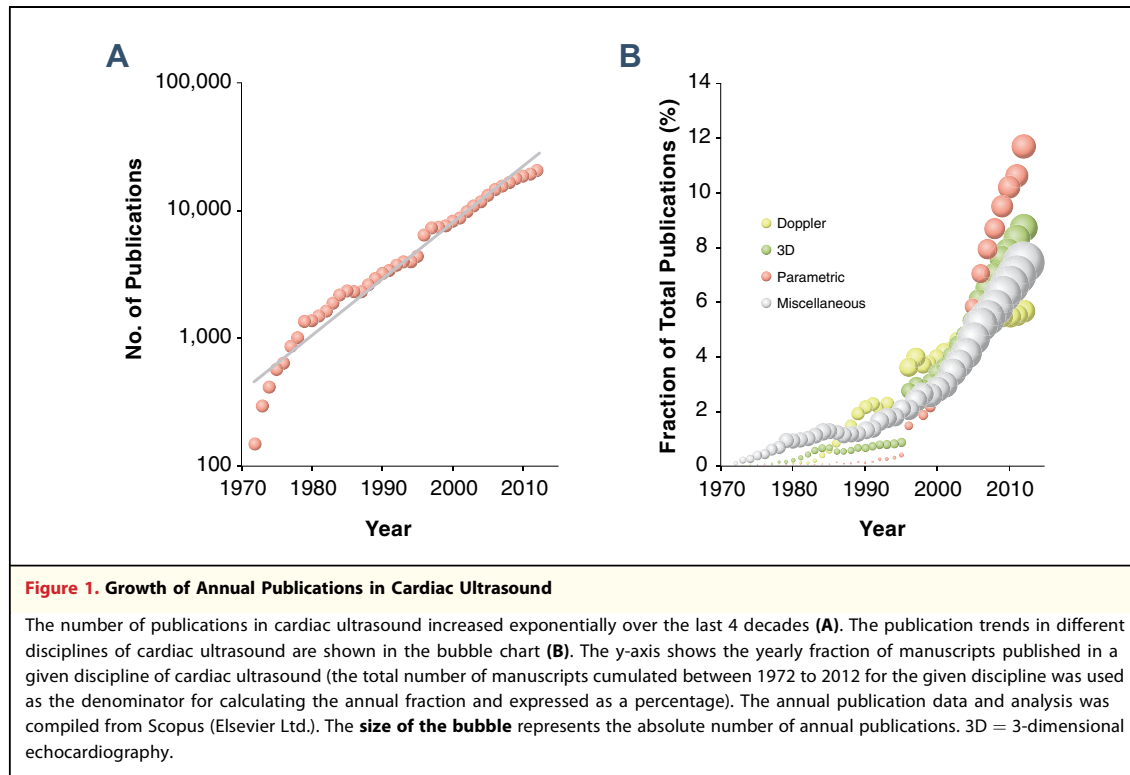 A
100,000
10,000
1,000
100
No. of Publications
1970 1980 1990 2000 2010
Year
B
14
12
10
8
6
4
2
0
Fraction of Total Publications (%)
Doppler
3D
Parametric
Miscellaneous
1970 1980 1990 2000 2010
Year
Figure 1. Growth of Annual Publications in Cardiac Ultrasound
The number of publications in cardiac ultrasound increased exponentially over the last 4 decades (A). The publication trends in different
disciplines of cardiac ultrasound are shown in the bubble chart (B). The y-axis shows the yearly fraction of manuscripts published in a
given discipline of cardiac ultrasound (the total number of manuscripts cumulated between 1972 to 2012 for the given discipline was used
as the denominator for calculating the annual fraction and expressed as a percentage). The annual publication data and analysis was
compiled from Scopus (Elsevier Ltd.). The size of the bubble represents the absolute number of annual publications. 3D = 3-dimensional
echocardiography.